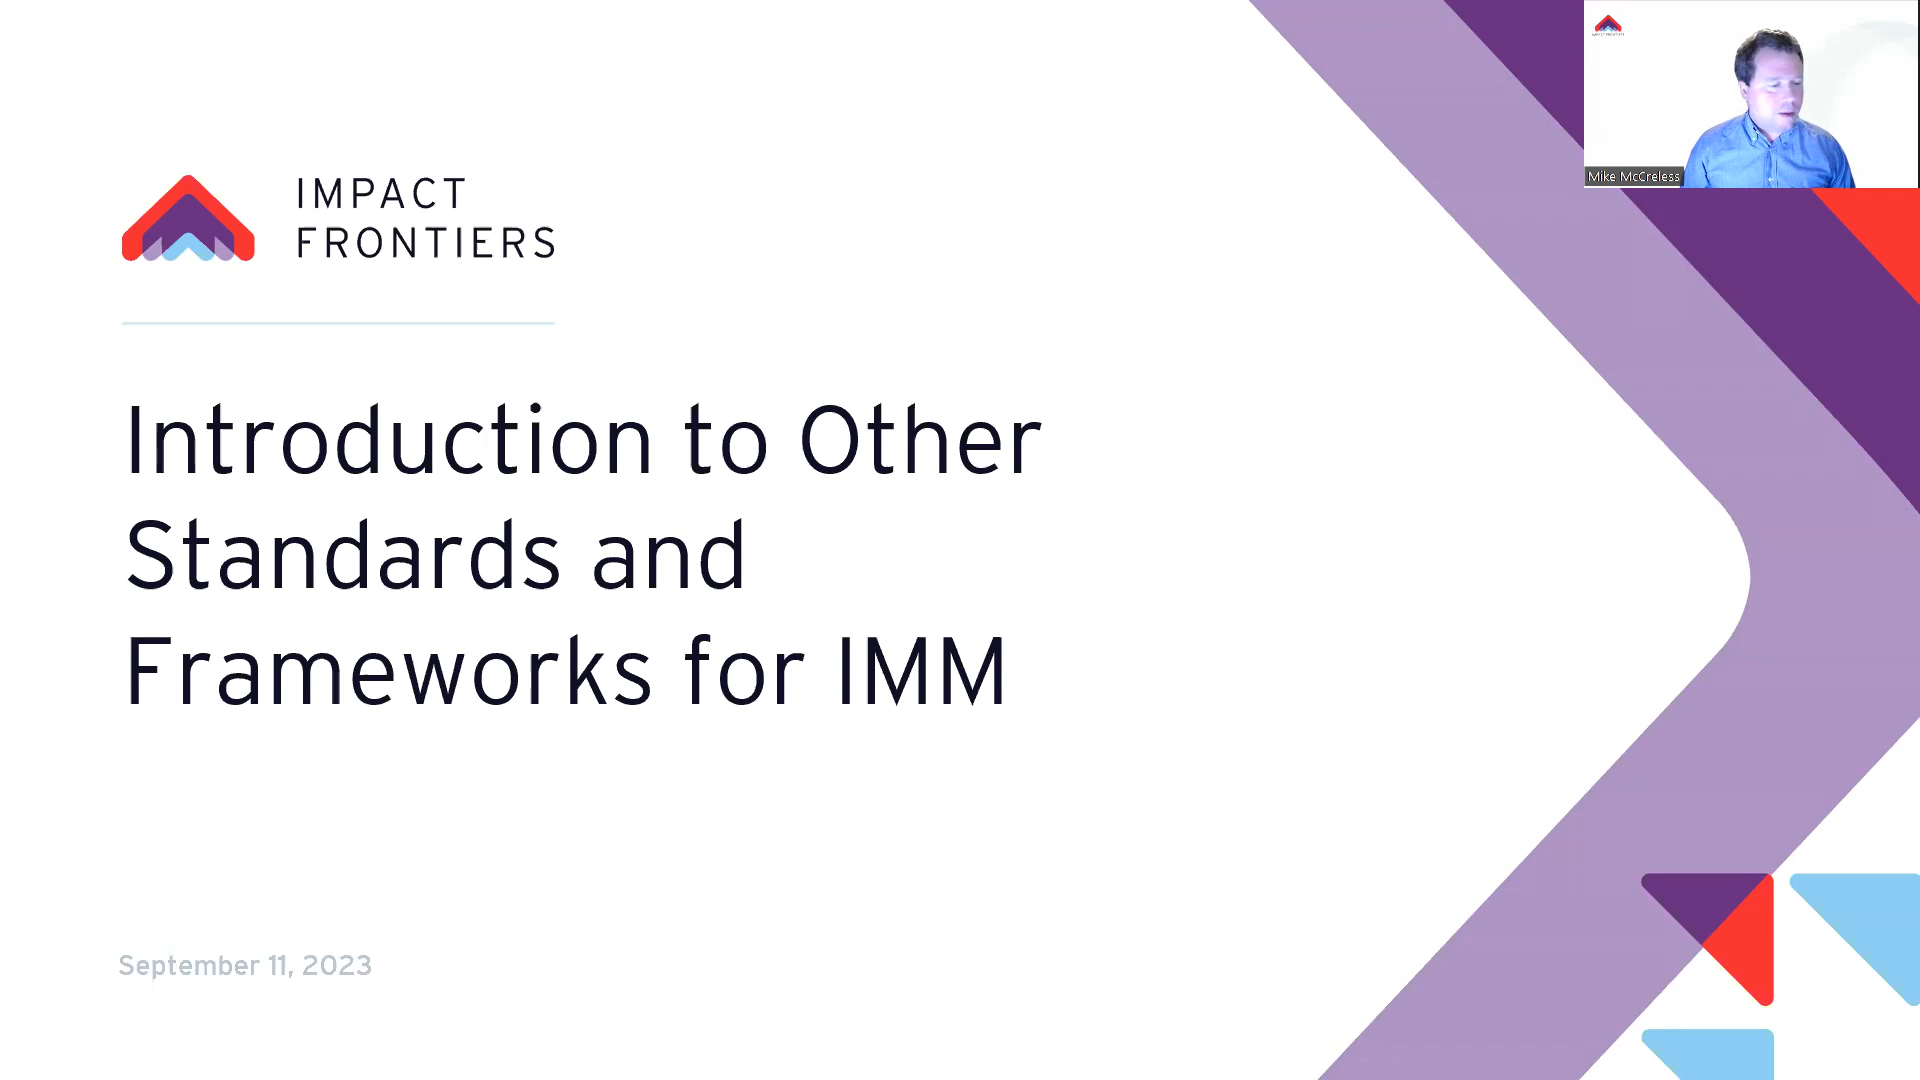 IMPACT
FRONTIERS
Mike McCreless
Introduction to Other
Standards and
Frameworks for IMM
September 11, 2023